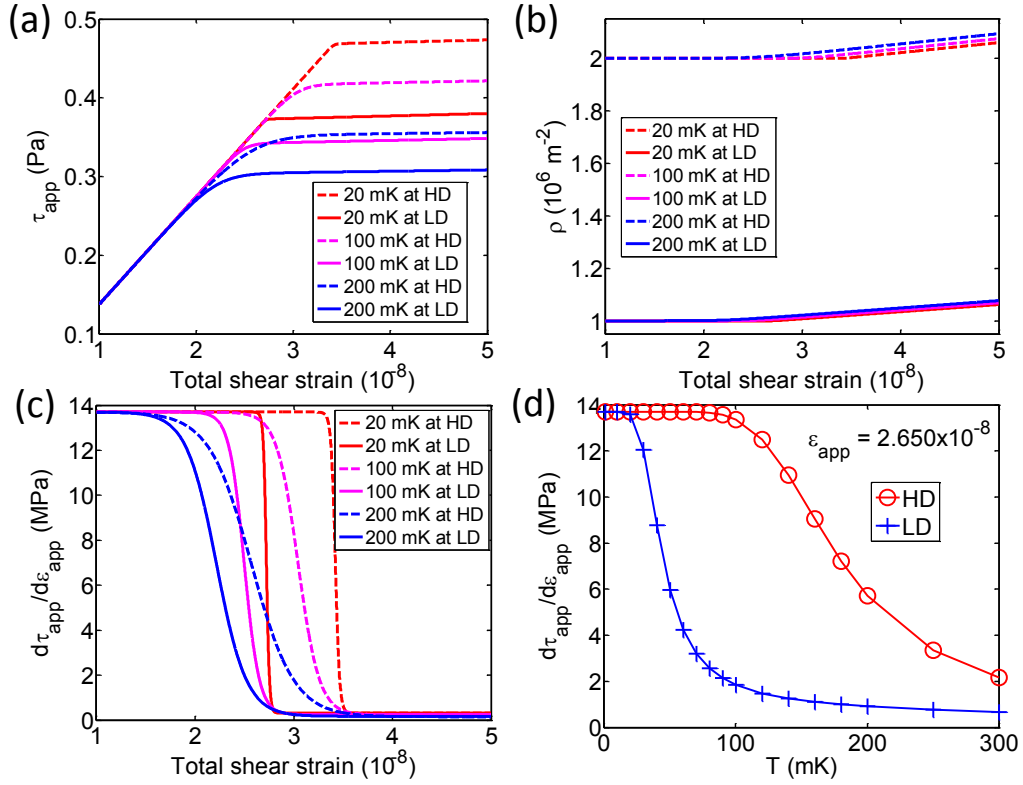 (a)
0.5
0.4
0.3
0.2
0.1
τapp (Pa)
20 mK at HD
20 mK at LD
100 mK at HD
100 mK at LD
200 mK at HD
200 mK at LD
1 2 3 4 5
Total shear strain (10-8)
(b)
2
1.8
1.6
1.4
1.2
1
ρ (10⁶ m-2)
20 mK at HD
20 mK at LD
100 mK at HD
100 mK at LD
200 mK at HD
200 mK at LD
1 2 3 4 5
Total shear strain (10-8)
(c)
14
12
10
8
6
4
2
0
dτapp/dεapp (MPa)
20 mK at HD
20 mK at LD
100 mK at HD
100 mK at LD
200 mK at HD
200 mK at LD
1 2 3 4 5
Total shear strain (10-8)
(d)
14
12
10
8
6
4
2
0
dτapp/dεapp (MPa)
εapp = 2.650x10-8
HD
LD
0 100 200 300
T (mK)